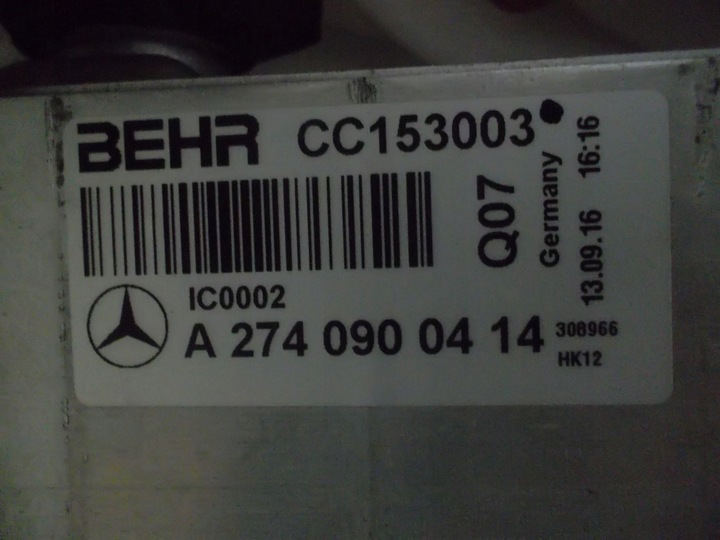 BEHR CC153003
Q07
Germany
13.09.16 16:16
IC0002
A 274 090 04 14
308966
HK12